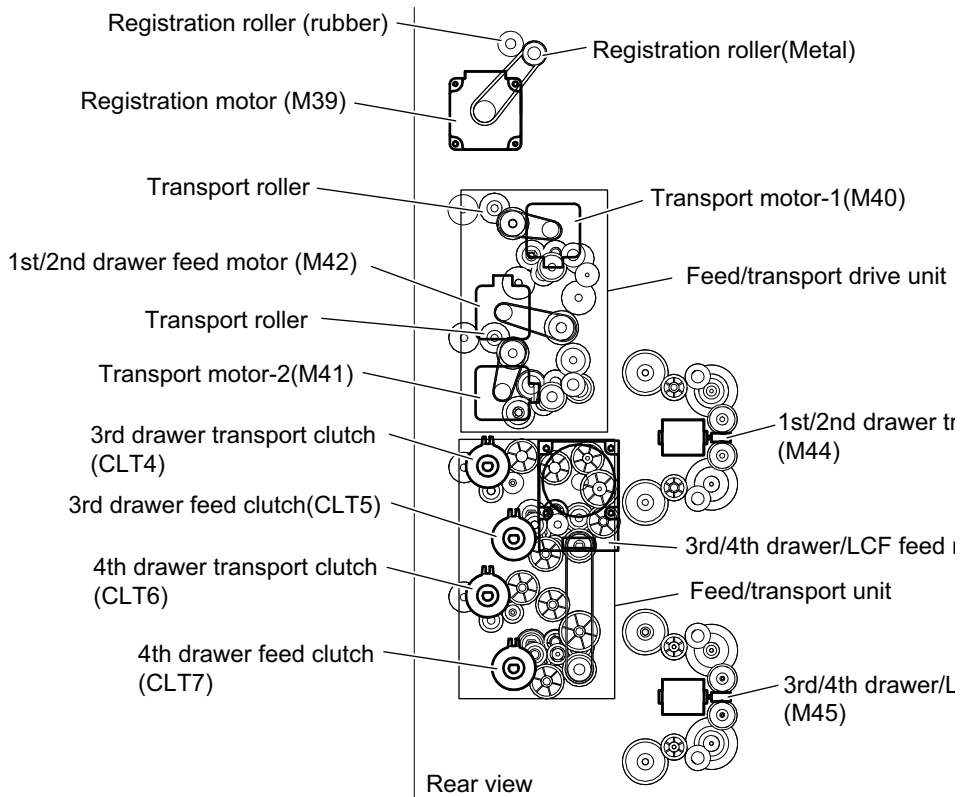 Registration roller (rubber)
Registration roller(Metal)
Registration motor (M39)
Transport roller
Transport motor-1(M40)
1st/2nd drawer feed motor (M42)
Feed/transport drive unit
Transport roller
Transport motor-2(M41)
3rd drawer transport clutch
(CLT4)
1st/2nd drawer
(M44)
3rd drawer feed clutch(CLT5)
3rd/4th drawer/LCF feed
4th drawer transport clutch
(CLT6)
Feed/transport unit
4th drawer feed clutch
(CLT7)
3rd/4th
(M45)
Rear view